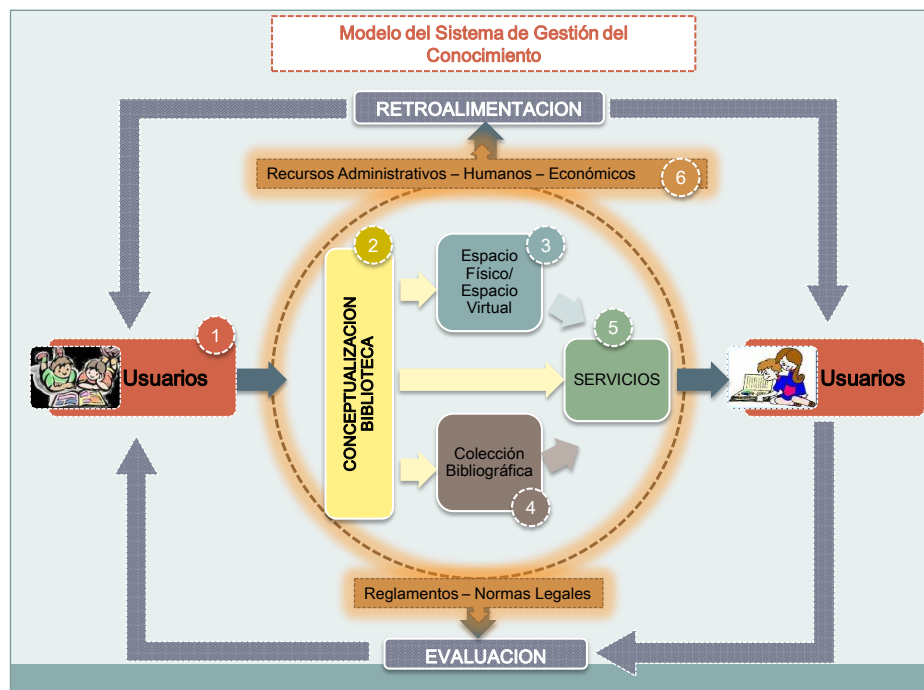 Modelo del Sistema de Gestión del
Conocimiento
RETROALIMENTACION
Recursos Administrativos – Humanos – Económicos
6
2
3
Espacio
Físico/
Espacio
Virtual
1
Usuarios
CONCEPTUALIZACION
BIBLIOTECA
5
SERVICIOS
Usuarios
Colección
Bibliográfica
4
Reglamentos – Normas Legales
EVALUACION